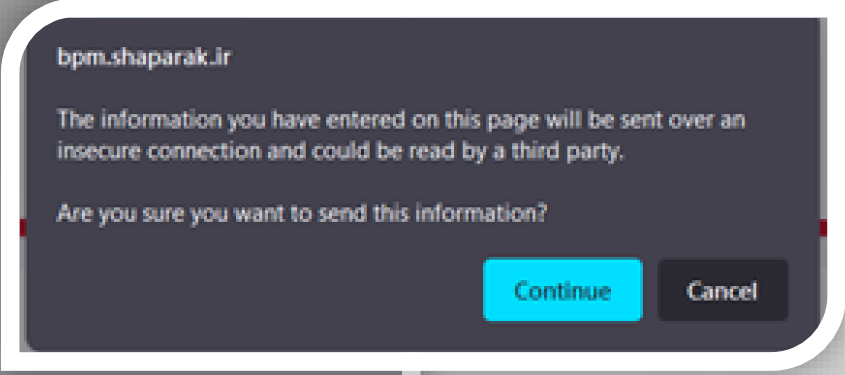 bpm.shaparak.ir
The information you have entered on this page will be sent over an
insecure connection and could be read by a third party.
Are you sure you want to send this information?
Continue
Cancel